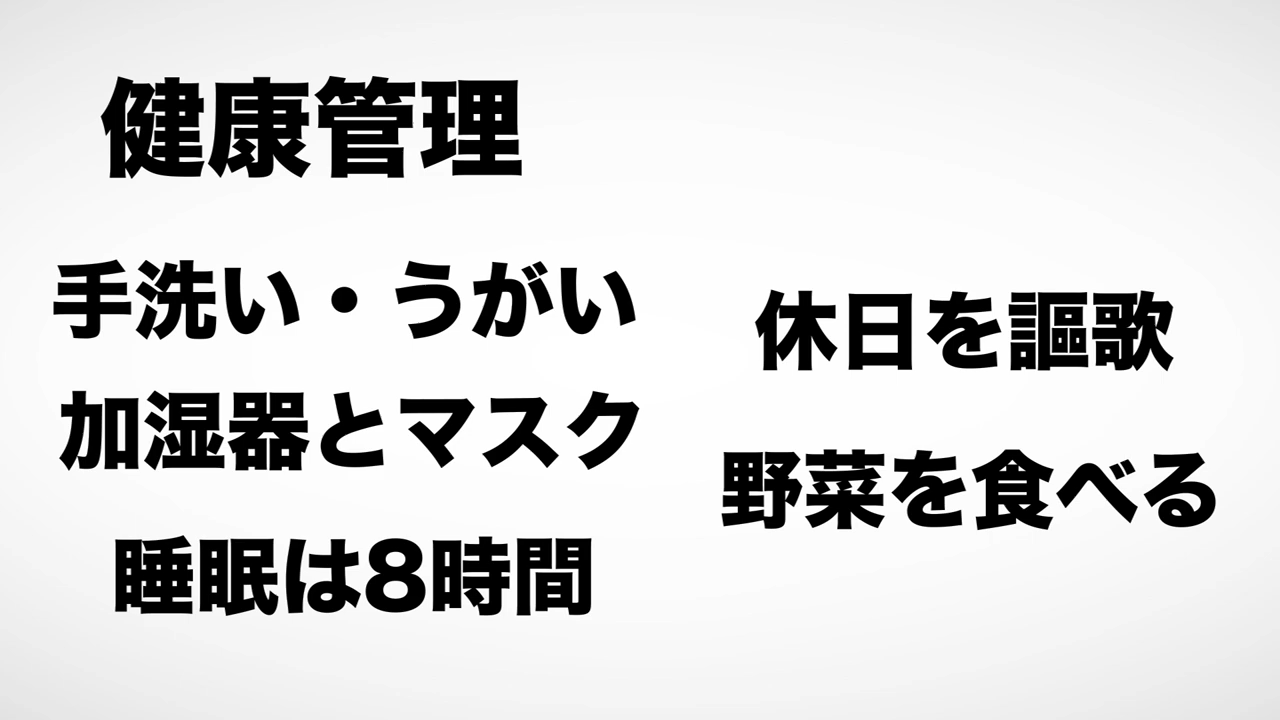 健康管理
手洗い・うがい
加湿器とマスク
睡眠は8時間
休日を謳歌
野菜を食べる